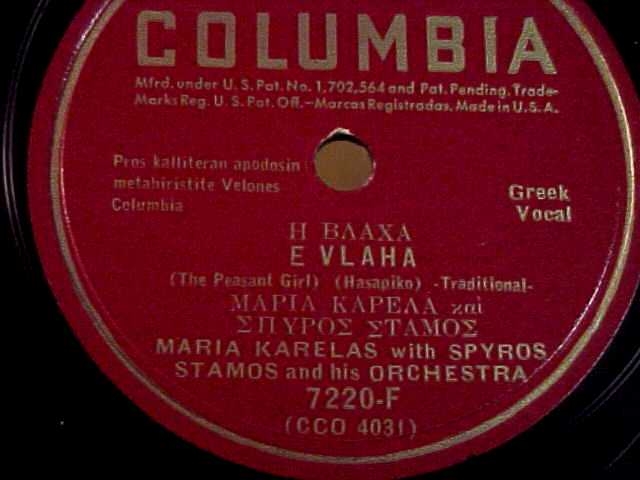 COLUMBIA
Mfrd. under U.S. Pat. No. 1,702,564 and Pat. Pending. Trade-
Marks Reg. U.S. Pat. Off.–Marcas Registradas. Made in U.S.A.
Pros kalliteran apodosin
metahiristite Velones
Columbia
Greek
Vocal
Η ΒΛΑΧΑ
E VLAHA
(The Peasant Girl) (Hasapiko) -Traditional-
ΜΑΡΙΑ ΚΑΡΕΛΑ καὶ
ΣΠΥΡΟΣ ΣΤΑΜΟΣ
MARIA KARELAS with SPYROS
STAMOS and his ORCHESTRA
7220-F
(CCO 4031)